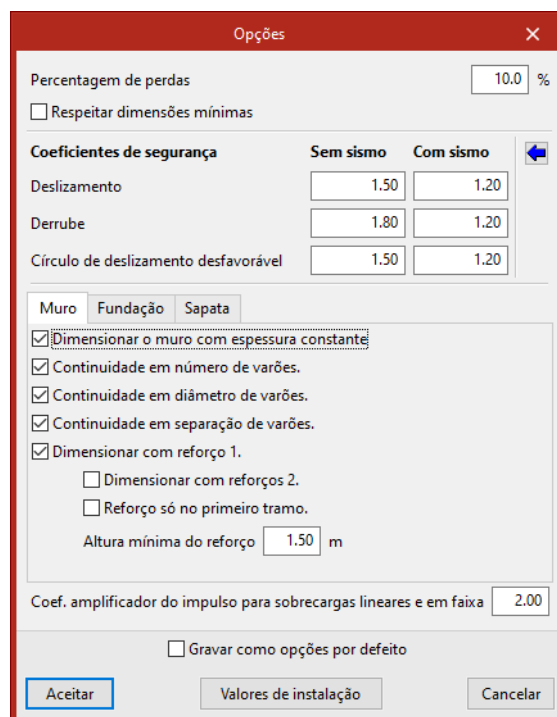 Opções
Percentagem de perdas 10.0 %
Respeitar dimensões mínimas
Coeficientes de segurança Sem sismo Com sismo
Deslizamento 1.50 1.20
Derrube 1.80 1.20
Círculo de deslizamento desfavorável 1.50 1.20
Muro Fundação Sapata
Dimensionar o muro com espessura constante
Continuidade em número de varões.
Continuidade em diâmetro de varões.
Continuidade em separação de varões.
Dimensionar com reforço 1.
Dimensionar com reforços 2.
Reforço só no primeiro tramo.
Altura mínima do reforço 1.50 m
Coef. amplificador do impulso para sobrecargas lineares e em faixa 2.00
Gravar como opções por defeito
Aceitar Valores de instalação Cancelar